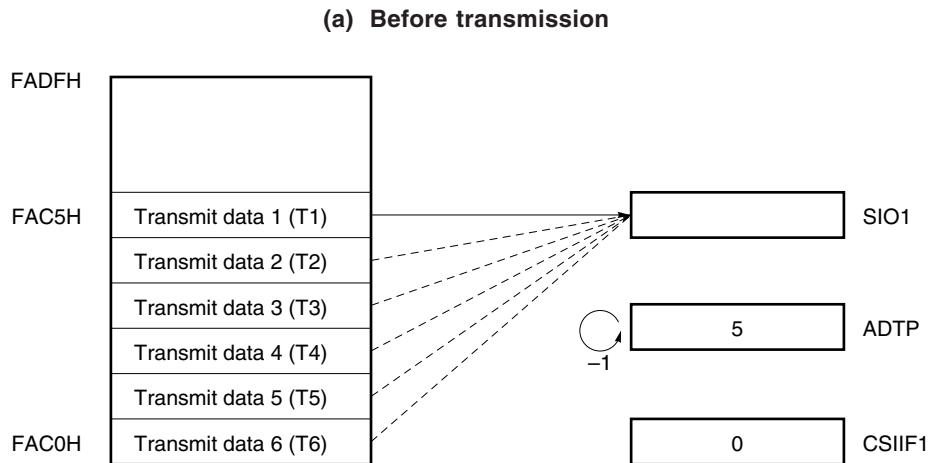 (a) Before transmission
FADFH
FAC5H Transmit data 1 (T1) SIO1
Transmit data 2 (T2)
Transmit data 3 (T3) 5 ADTP
Transmit data 4 (T4) –1
Transmit data 5 (T5)
FAC0H Transmit data 6 (T6) 0 CSIIF1